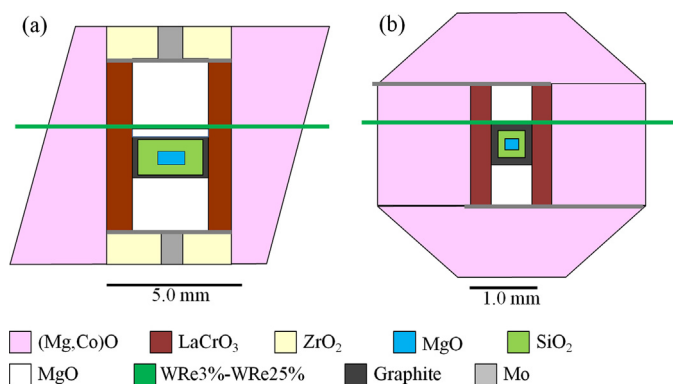 (a) (b)
5.0 mm 1.0 mm
(Mg,Co)O LaCrO₃ ZrO₂ MgO SiO₂
MgO WRe3%-WRe25% Graphite Mo